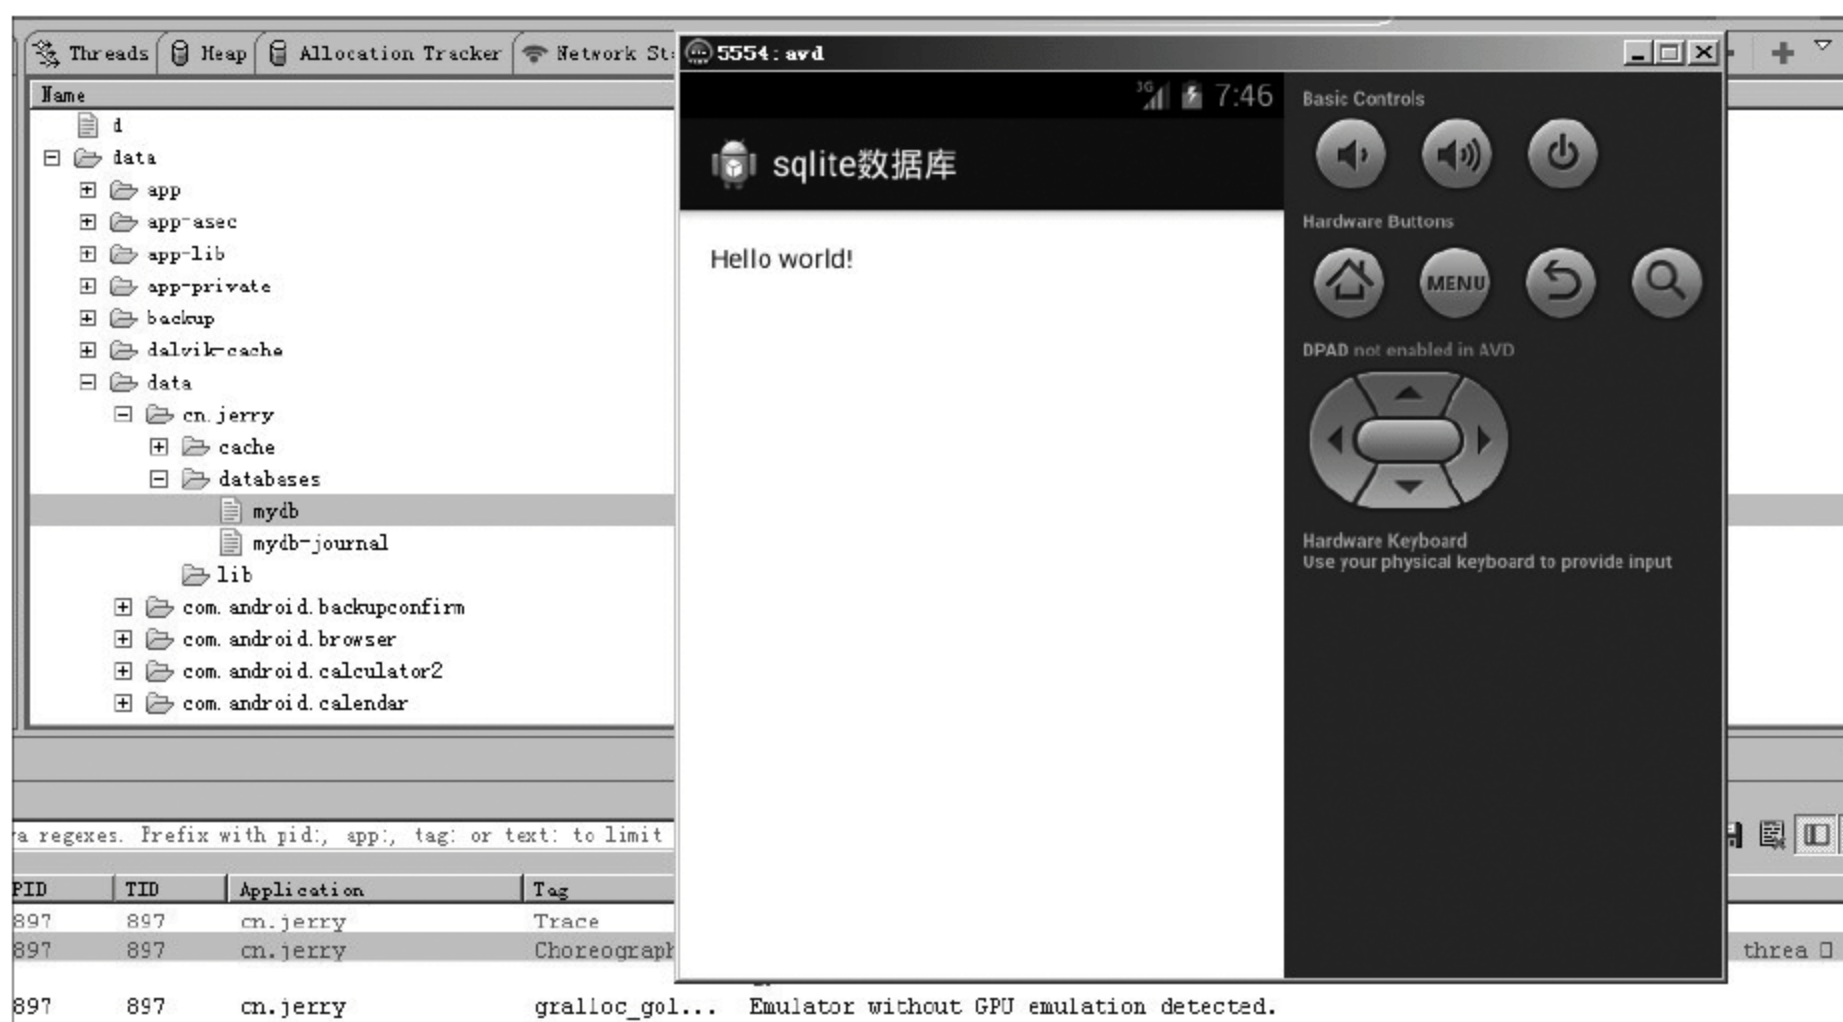 Threads Heap Allocation Tracker Network St
Name
d
data
app
app-asec
app-lib
app-private
backup
dalvik-cache
data
cn.jerry
cache
databases
mydb
mydb-journal
lib
com.android.backupconfirm
com.android.browser
com.android.calculator2
com.android.calendar
5554:avd
3G 7:46
sqlite数据库
Hello world!
Basic Controls
Hardware Buttons
MENU
DPAD not enabled in AVD
Hardware Keyboard
Use your physical keyboard to provide input
a regexes. Prefix with pid:, app:, tag: or text: to limit
PID TID Application Tag
897 897 cn.jerry Trace
897 897 cn.jerry Choreograph threa
897 897 cn.jerry gralloc_gol... Emulator without GPU emulation detected.